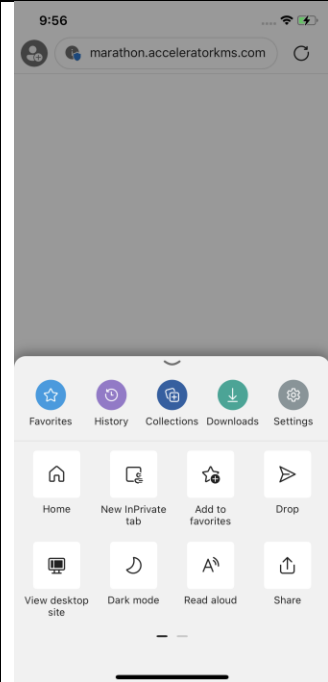 9:56
marathon.acceleratorkms.com
Favorites History Collections Downloads Settings
Home New InPrivate tab Add to favorites Drop
View desktop site Dark mode Read aloud Share